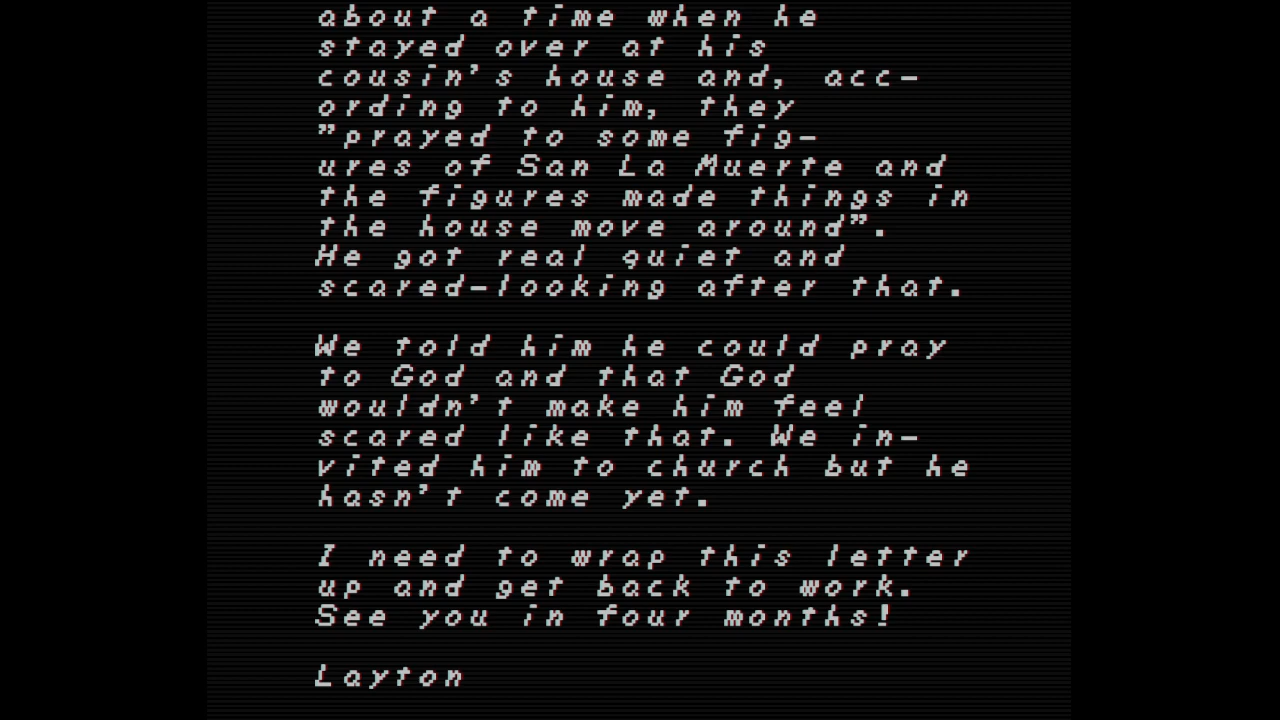 about a time when he
stayed over at his
cousin's house and, acc-
ording to him, they
"prayed to some fig-
ures of San La Muerte and
the figures made things in
the house move around".
He got real quiet and
scared-looking after that.
We told him he could pray
to God and that God
wouldn't make him feel
scared like that. We in-
vited him to church but he
hasn't come yet.
I need to wrap this letter
up and get back to work.
See you in four months!
Layton